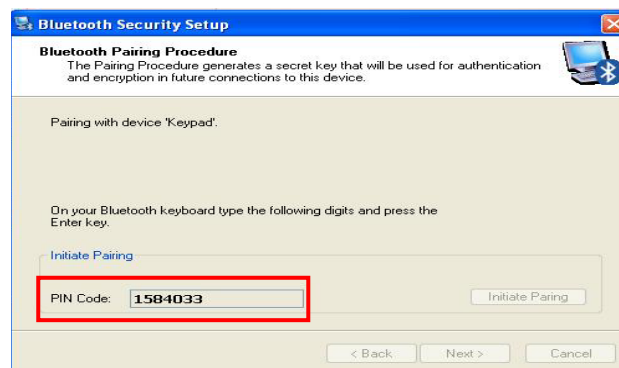 Bluetooth Security Setup
Bluetooth Pairing Procedure
The Pairing Procedure generates a secret key that will be used for authentication
and encryption in future connections to this device.
Pairing with device 'Keypad'.
On your Bluetooth keyboard type the following digits and press the
Enter key.
Initiate Pairing
PIN Code: 1584033 Initiate Paring
< Back Next > Cancel